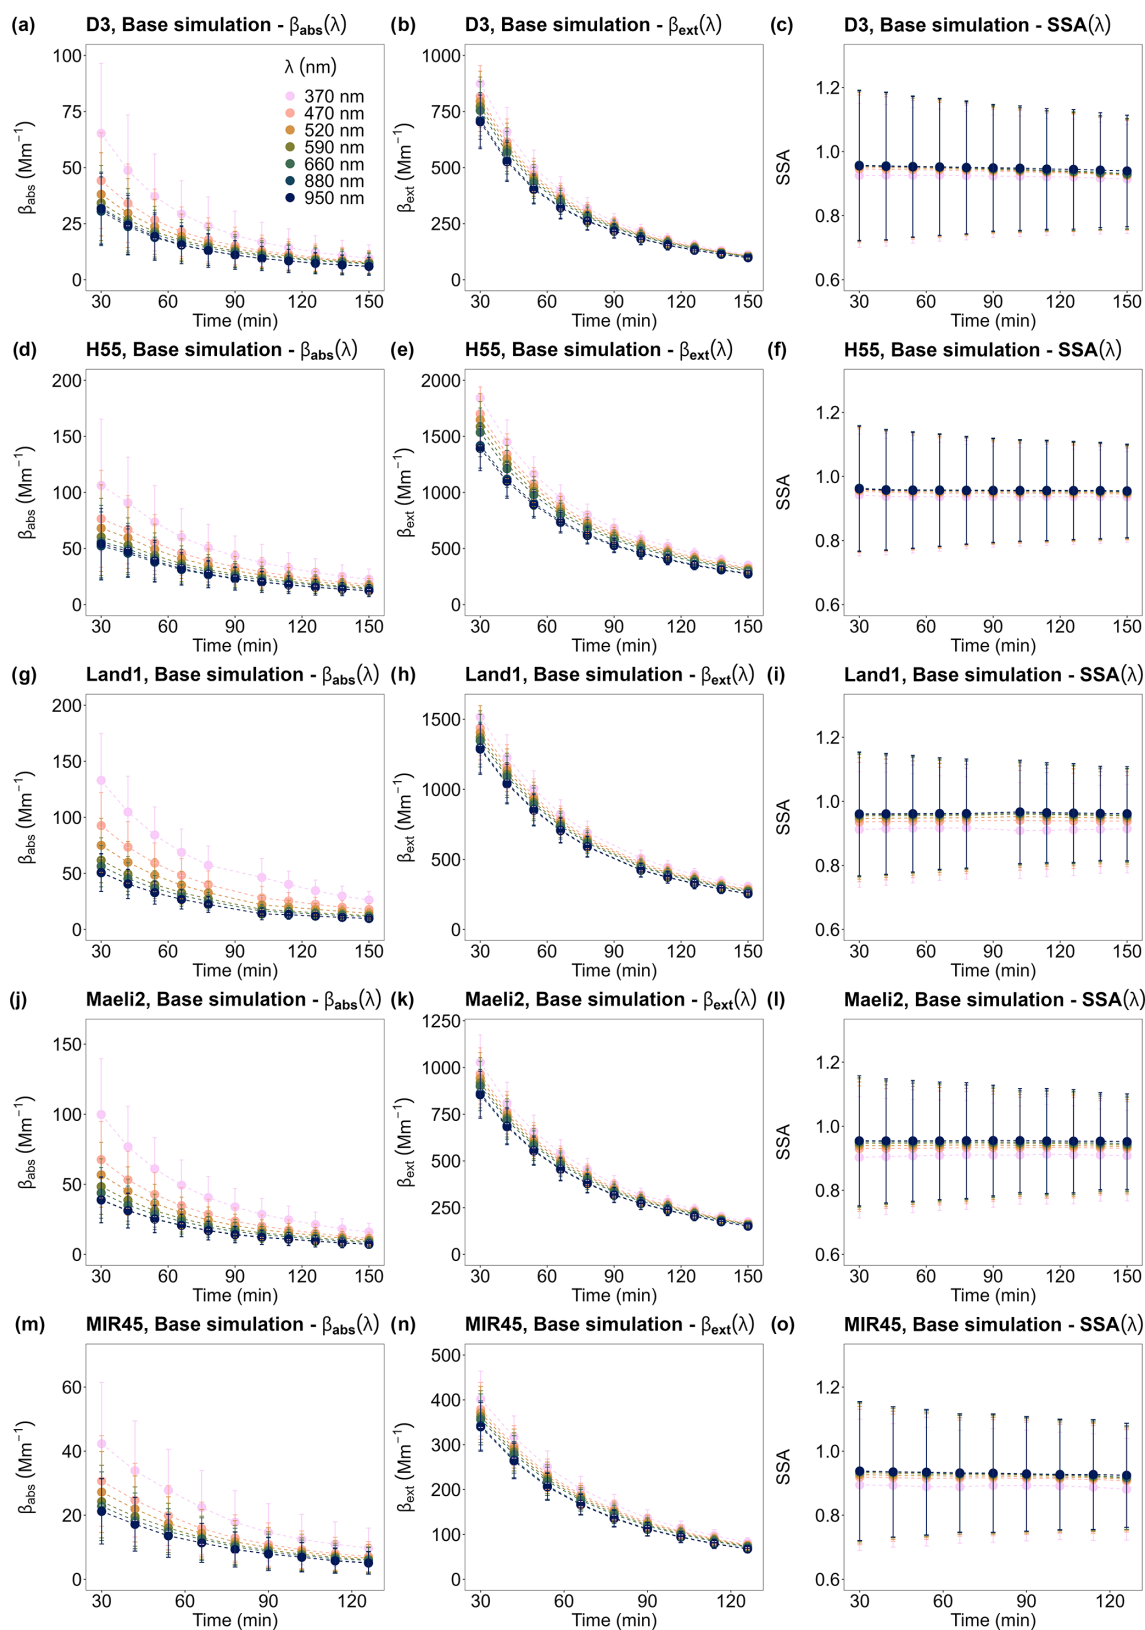 (a) D3, Base simulation - βabs(λ)
100
75
50
25
0
βabs (Mm−1)
λ (nm)
370 nm
470 nm
520 nm
590 nm
660 nm
880 nm
950 nm
30 60 90 120 150
Time (min)
(b) D3, Base simulation - βext(λ)
1000
750
500
250
0
βext (Mm−1)
30 60 90 120 150
Time (min)
(c) D3, Base simulation - SSA(λ)
1.2
1.0
0.8
0.6
SSA
30 60 90 120 150
Time (min)
(d) H55, Base simulation - βabs(λ)
200
150
100
50
0
βabs (Mm−1)
30 60 90 120 150
Time (min)
(e) H55, Base simulation - βext(λ)
2000
1500
1000
500
0
βext (Mm−1)
30 60 90 120 150
Time (min)
(f) H55, Base simulation - SSA(λ)
1.2
1.0
0.8
0.6
SSA
30 60 90 120 150
Time (min)
(g) Land1, Base simulation - βabs(λ)
200
150
100
50
0
βabs (Mm−1)
30 60 90 120 150
Time (min)
(h) Land1, Base simulation - βext(λ)
1500
1000
500
0
βext (Mm−1)
30 60 90 120 150
Time (min)
(i) Land1, Base simulation - SSA(λ)
1.2
1.0
0.8
0.6
SSA
30 60 90 120 150
Time (min)
(j) Maeli2, Base simulation - βabs(λ)
150
100
50
0
βabs (Mm−1)
30 60 90 120 150
Time (min)
(k) Maeli2, Base simulation - βext(λ)
1250
1000
750
500
250
0
βext (Mm−1)
30 60 90 120 150
Time (min)
(l) Maeli2, Base simulation - SSA(λ)
1.2
1.0
0.8
0.6
SSA
30 60 90 120 150
Time (min)
(m) MIR45, Base simulation - βabs(λ)
60
40
20
0
βabs (Mm−1)
30 60 90 120
Time (min)
(n) MIR45, Base simulation - βext(λ)
500
400
300
200
100
0
βext (Mm−1)
30 60 90 120
Time (min)
(o) MIR45, Base simulation - SSA(λ)
1.2
1.0
0.8
0.6
SSA
30 60 90 120
Time (min)